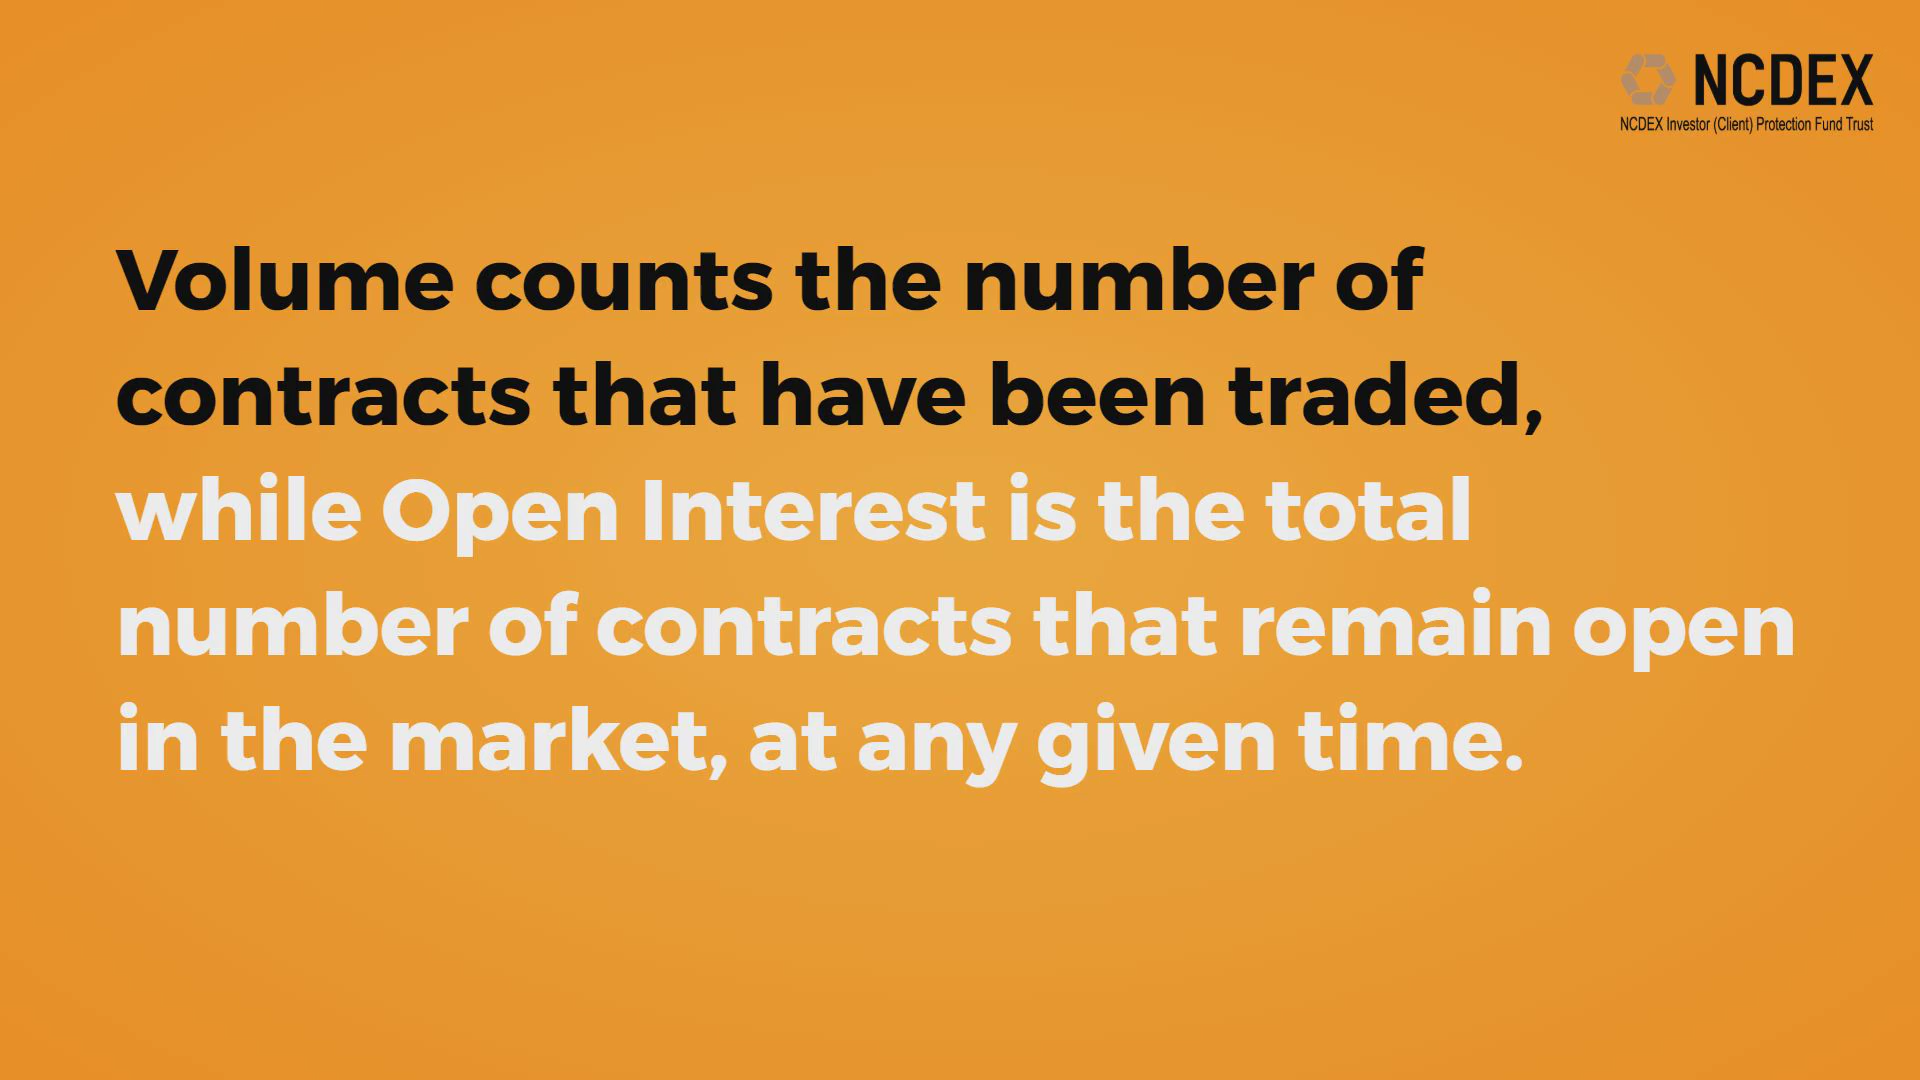 NCDEX
NCDEX Investor (Client) Protection Fund Trust
Volume counts the number of
contracts that have been traded,
while Open Interest is the total
number of contracts that remain open
in the market, at any given time.